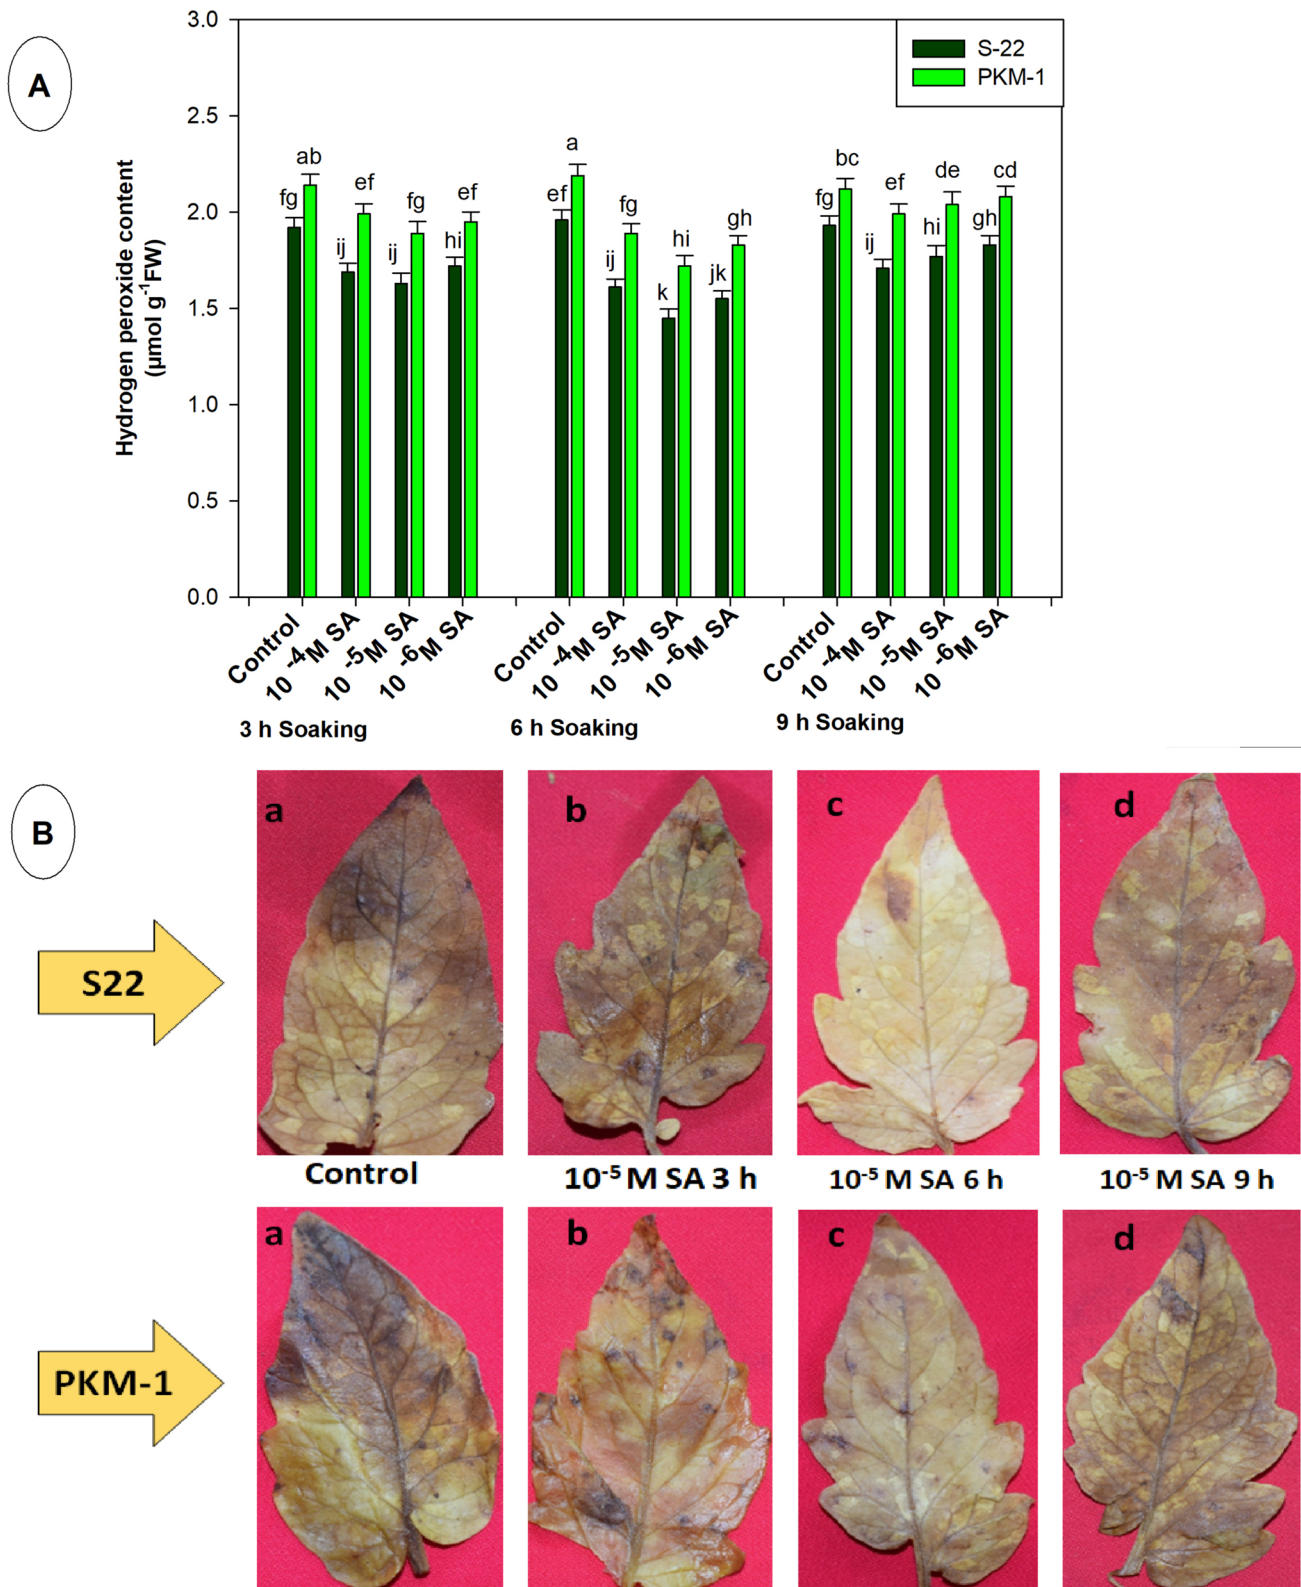 A
Hydrogen peroxide content
(µmol g⁻¹FW)
3.0
2.5
2.0
1.5
1.0
0.5
0.0
S-22
PKM-1
fg ab ij ef ij fg hi ef
ef a ij fg k hi jk gh
fg bc ij ef hi de gh cd
Control 10⁻⁴M SA 10⁻⁵M SA 10⁻⁶M SA
Control 10⁻⁴M SA 10⁻⁵M SA 10⁻⁶M SA
Control 10⁻⁴M SA 10⁻⁵M SA 10⁻⁶M SA
3 h Soaking 6 h Soaking 9 h Soaking
B
a b c d
S22
Control 10⁻⁵ M SA 3 h 10⁻⁵ M SA 6 h 10⁻⁵ M SA 9 h
a b c d
PKM-1